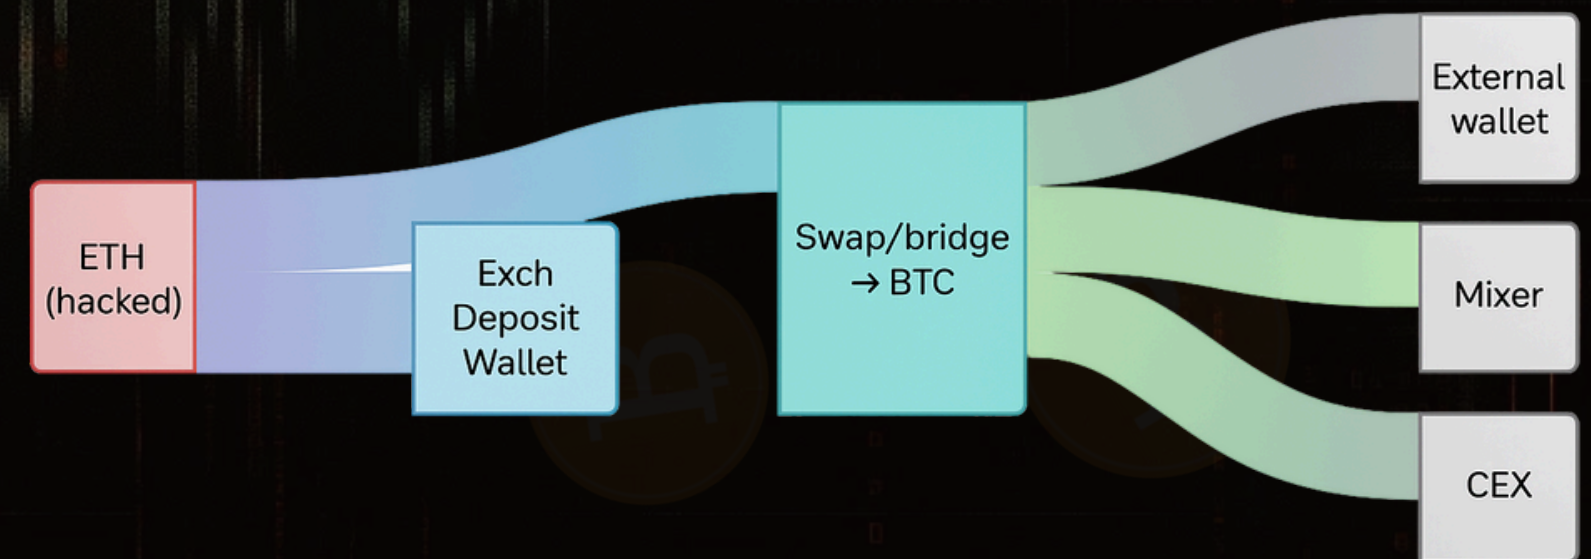 ETH
(hacked)
Exch
Deposit
Wallet
Swap/bridge
→ BTC
External
wallet
Mixer
CEX